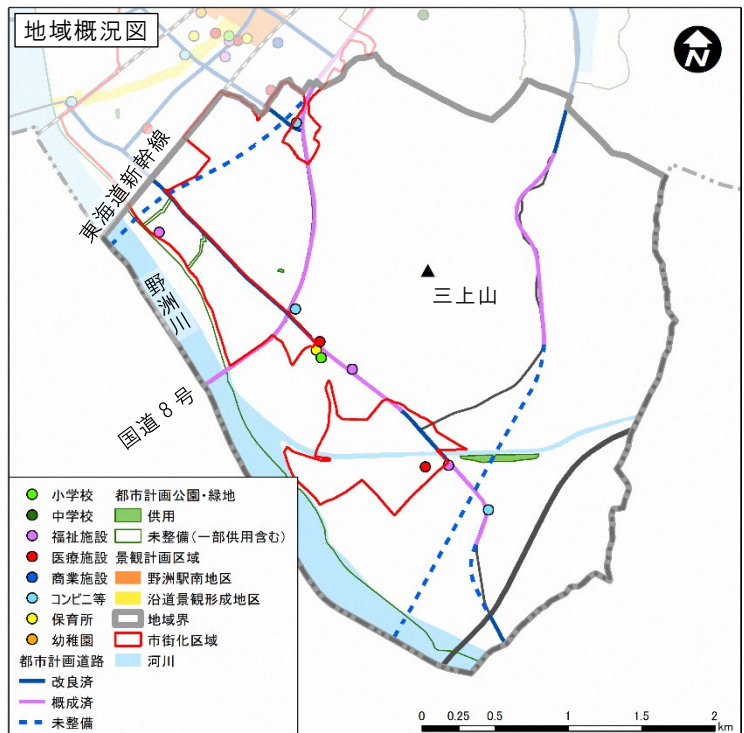 地域概況図
N
東海道新幹線
野洲川
三上山
国道8号
小学校
中学校
福祉施設
医療施設
商業施設
コンビニ等
保育所
幼稚園
都市計画道路
改良済
概成済
未整備
都市計画公園・緑地
供用
未整備(一部供用含む)
景観計画区域
野洲駅南地区
沿道景観形成地区
地域界
市街化区域
河川
0 0.25 0.5 1 1.5 2
km